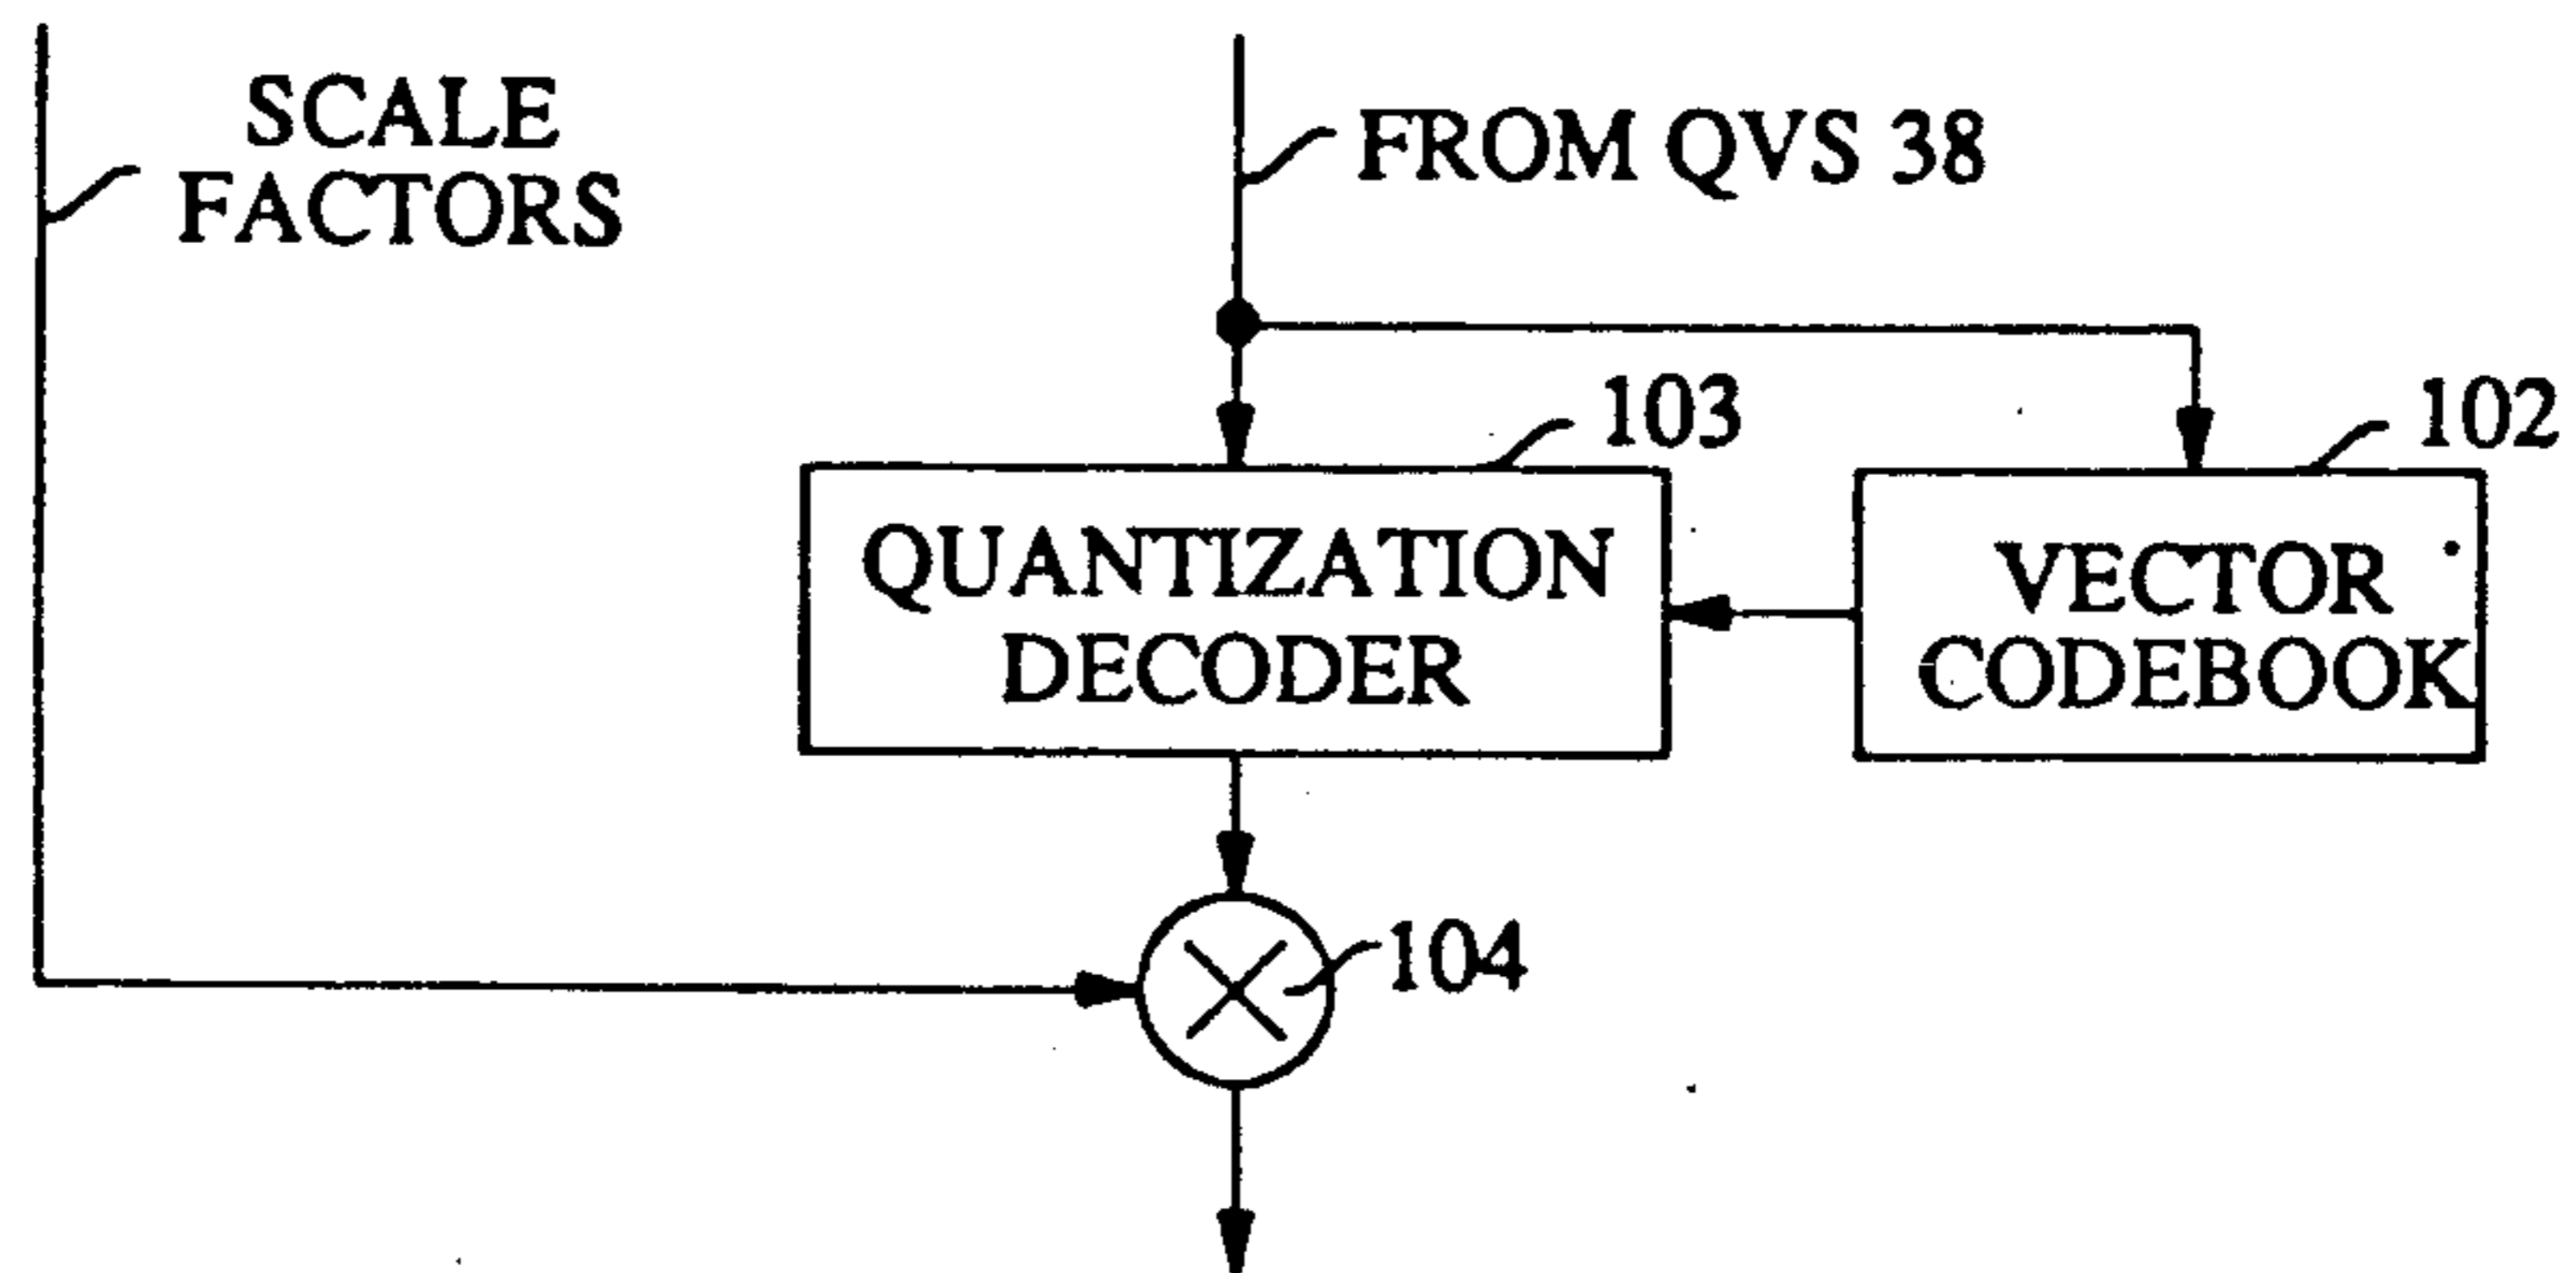 SCALE
FACTORS
FROM QVS 38
103
102
QUANTIZATION
DECODER
VECTOR
CODEBOOK
104